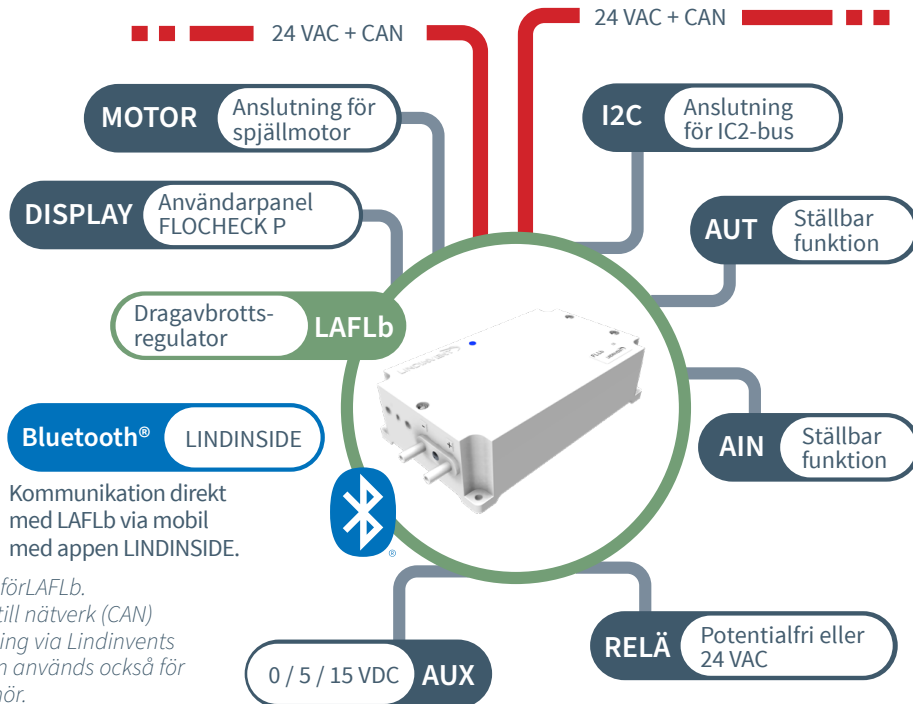 24 VAC + CAN
24 VAC + CAN
MOTOR
Anslutning för
spjällmotor
I2C
Anslutning
för IC2-bus
DISPLAY
Användarpanel
FLOCHECK P
AUT
Ställbar
funktion
Dragavbrotts-
regulator
LAFLb
Bluetooth®
LINDINSIDE
AIN
Ställbar
funktion
Kommunikation direkt
med LAFLb via mobil
med appen LINDINSIDE.
®
förLAFLb.
till nätverk (CAN)
ing via Lindinvents
n används också för
nör.
0 / 5 / 15 VDC
AUX
RELÄ
Potentialfri eller
24 VAC